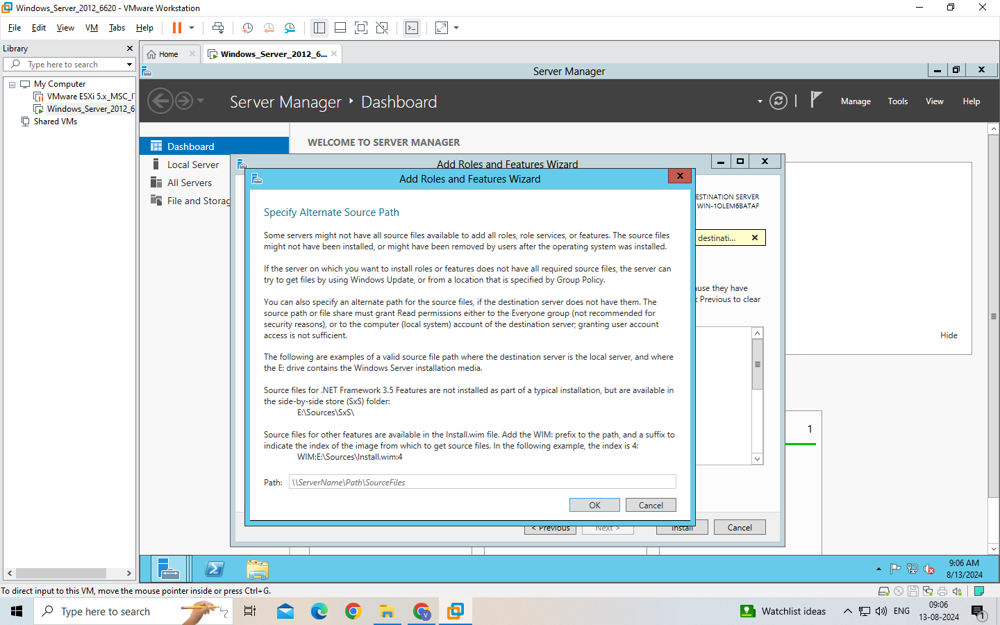 Windows_Server_2012_6620 - VMware Workstation
File Edit View VM Tabs Help
Library
Type here to search
My Computer
VMware ESXi 5.x_MSC_I
Windows_Server_2012_6
Shared VMs
Home
Windows_Server_2012_6...
Server Manager
Server Manager
Dashboard
Manage Tools View Help
Dashboard
Local Server
All Servers
File and Storag
WELCOME TO SERVER MANAGER
Add Roles and Features Wizard
Add Roles and Features Wizard
ESTINATION SERVER
WIN-1OLEM6BATAF
destinati...
ause they have
Previous to clear
Specify Alternate Source Path
Some servers might not have all source files available to add all roles, role services, or features. The source files
might not have been installed, or might have been removed by users after the operating system was installed.
If the server on which you want to install roles or features does not have all required source files, the server can
try to get files by using Windows Update, or from a location that is specified by Group Policy.
You can also specify an alternate path for the source files, if the destination server does not have them. The
source path or file share must grant Read permissions either to the Everyone group (not recommended for
security reasons), or to the computer (local system) account of the destination server; granting user account
access is not sufficient.
The following are examples of a valid source file path where the destination server is the local server, and where
the E: drive contains the Windows Server installation media.
Source files for .NET Framework 3.5 Features are not installed as part of a typical installation, but are available in
the side-by-side store (SxS) folder:
E:\Sources\SxS\
Source files for other features are available in the Install.wim file. Add the WIM: prefix to the path, and a suffix to
indicate the index of the image from which to get source files. In the following example, the index is 4:
WIM:E:\Sources\Install.wim:4
Path: \\ServerName\Path\SourceFiles
OK Cancel
< Previous Next > Install Cancel
Hide
1
9:06 AM
8/13/2024
To direct input to this VM, move the mouse pointer inside or press Ctrl+G.
Type here to search
Watchlist ideas
ENG
09:06
13-08-2024
1